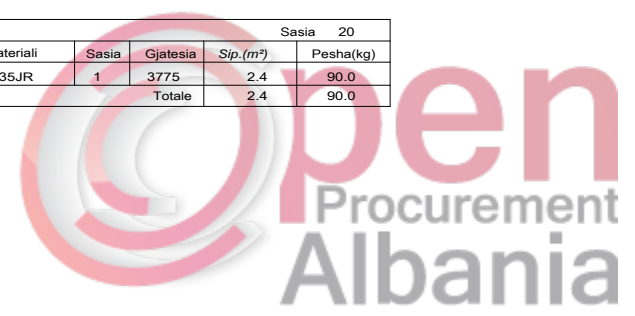 Sasia 20
ateriali Sasia Gjatesia Sip.(m²) Pesha(kg)
35JR 1 3775 2.4 90.0
Totale 2.4 90.0
Open
Procurement
Albania